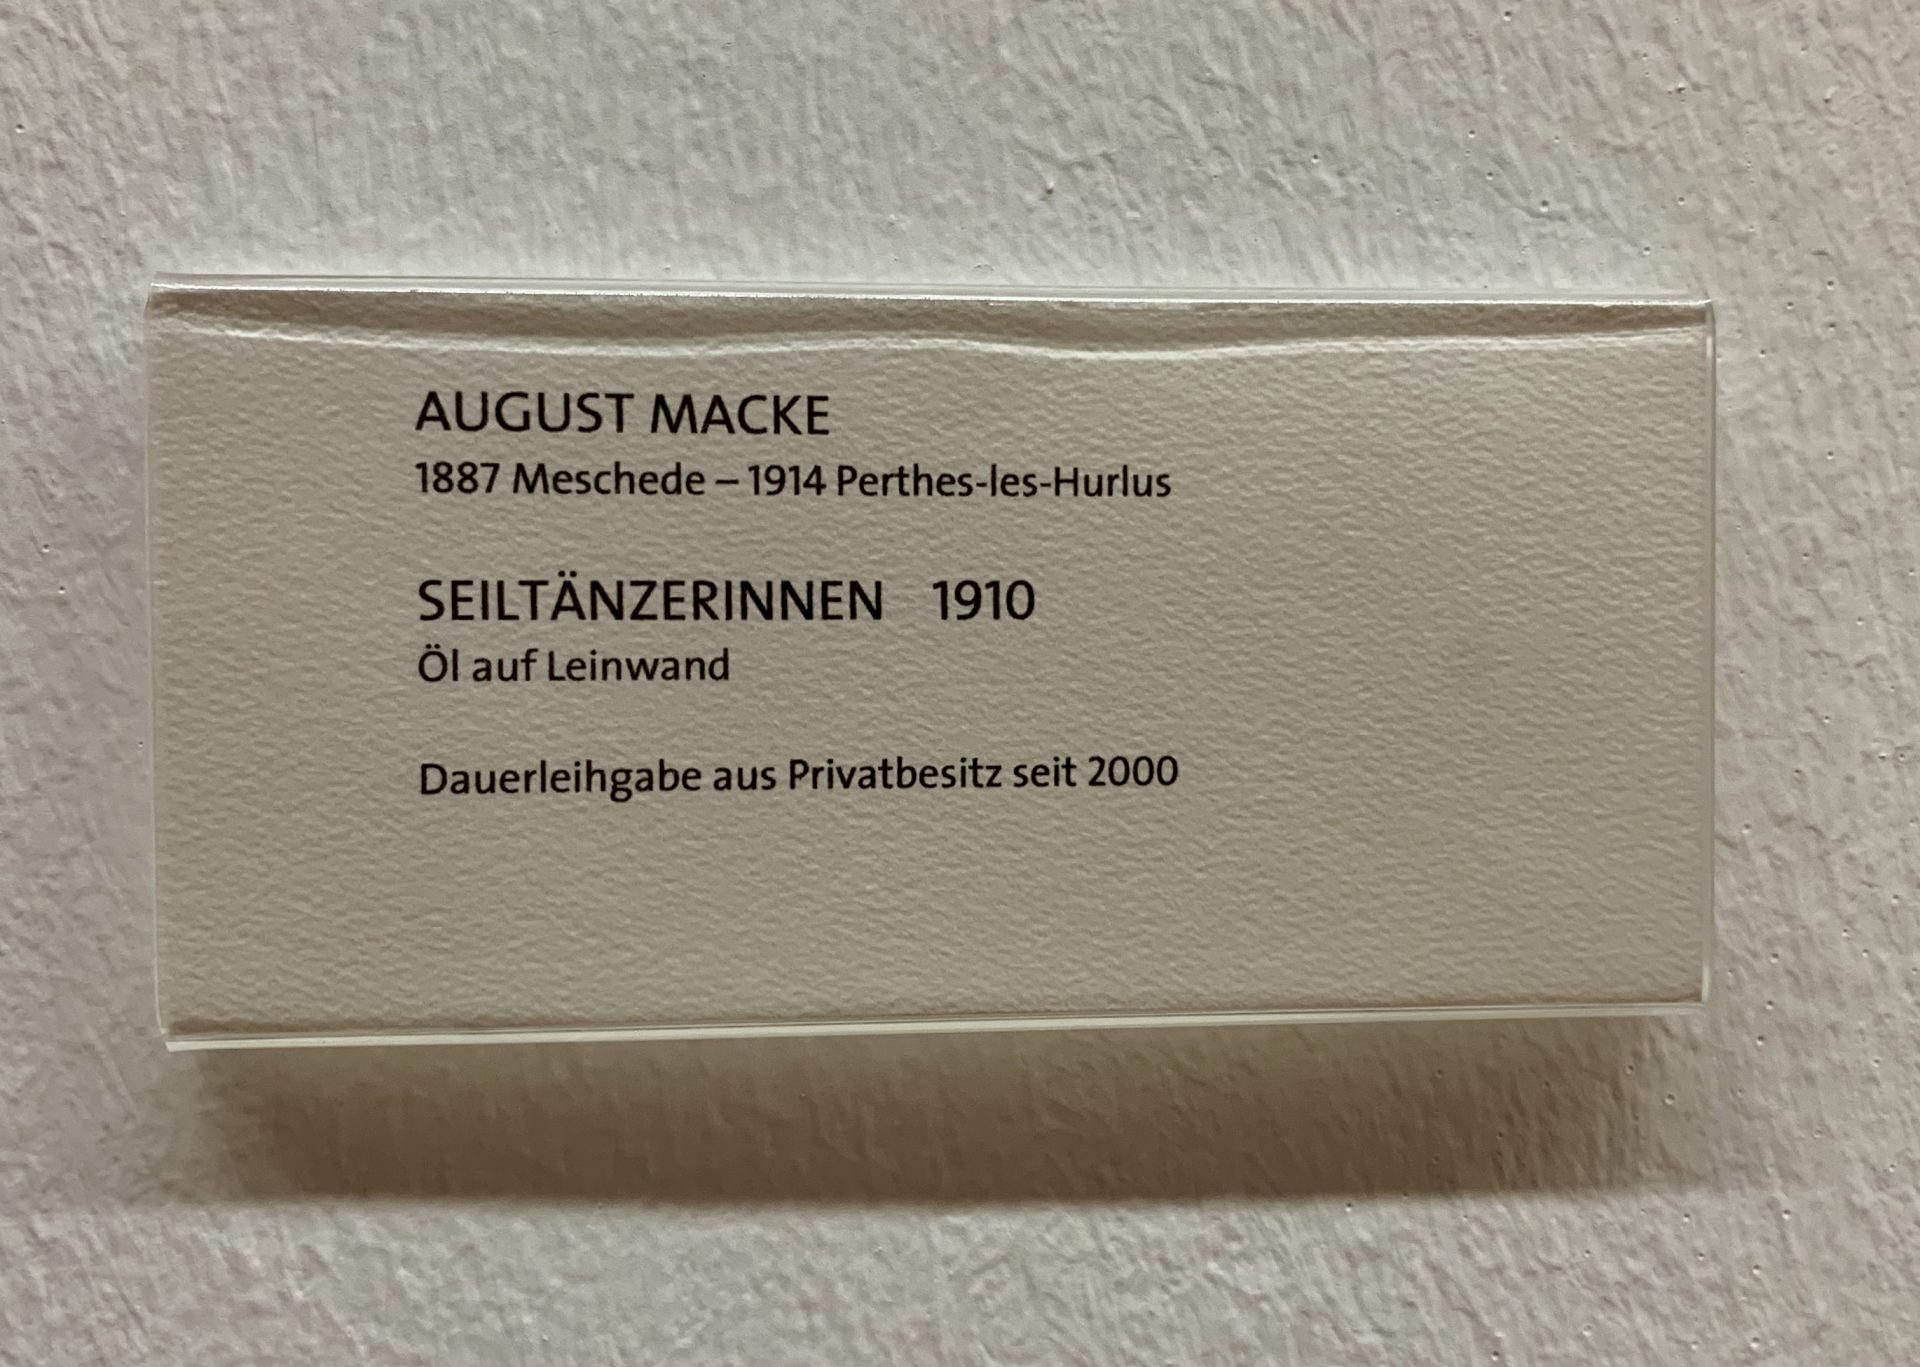 AUGUST MACKE
1887 Meschede – 1914 Perthes-les-Hurlus
SEILTÄNZERINNEN 1910
Öl auf Leinwand
Dauerleihgabe aus Privatbesitz seit 2000